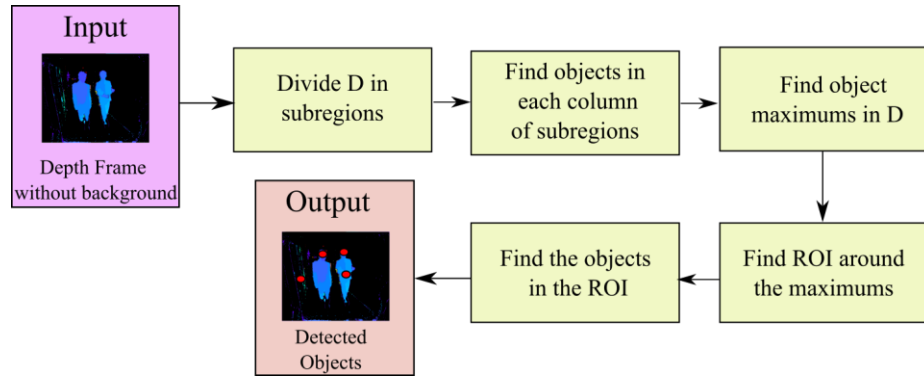 Input
Depth Frame
without background
Divide D in
subregions
Find objects in
each column
of subregions
Find object
maximums in D
Find ROI around
the maximums
Find the objects
in the ROI
Output
Detected
Objects